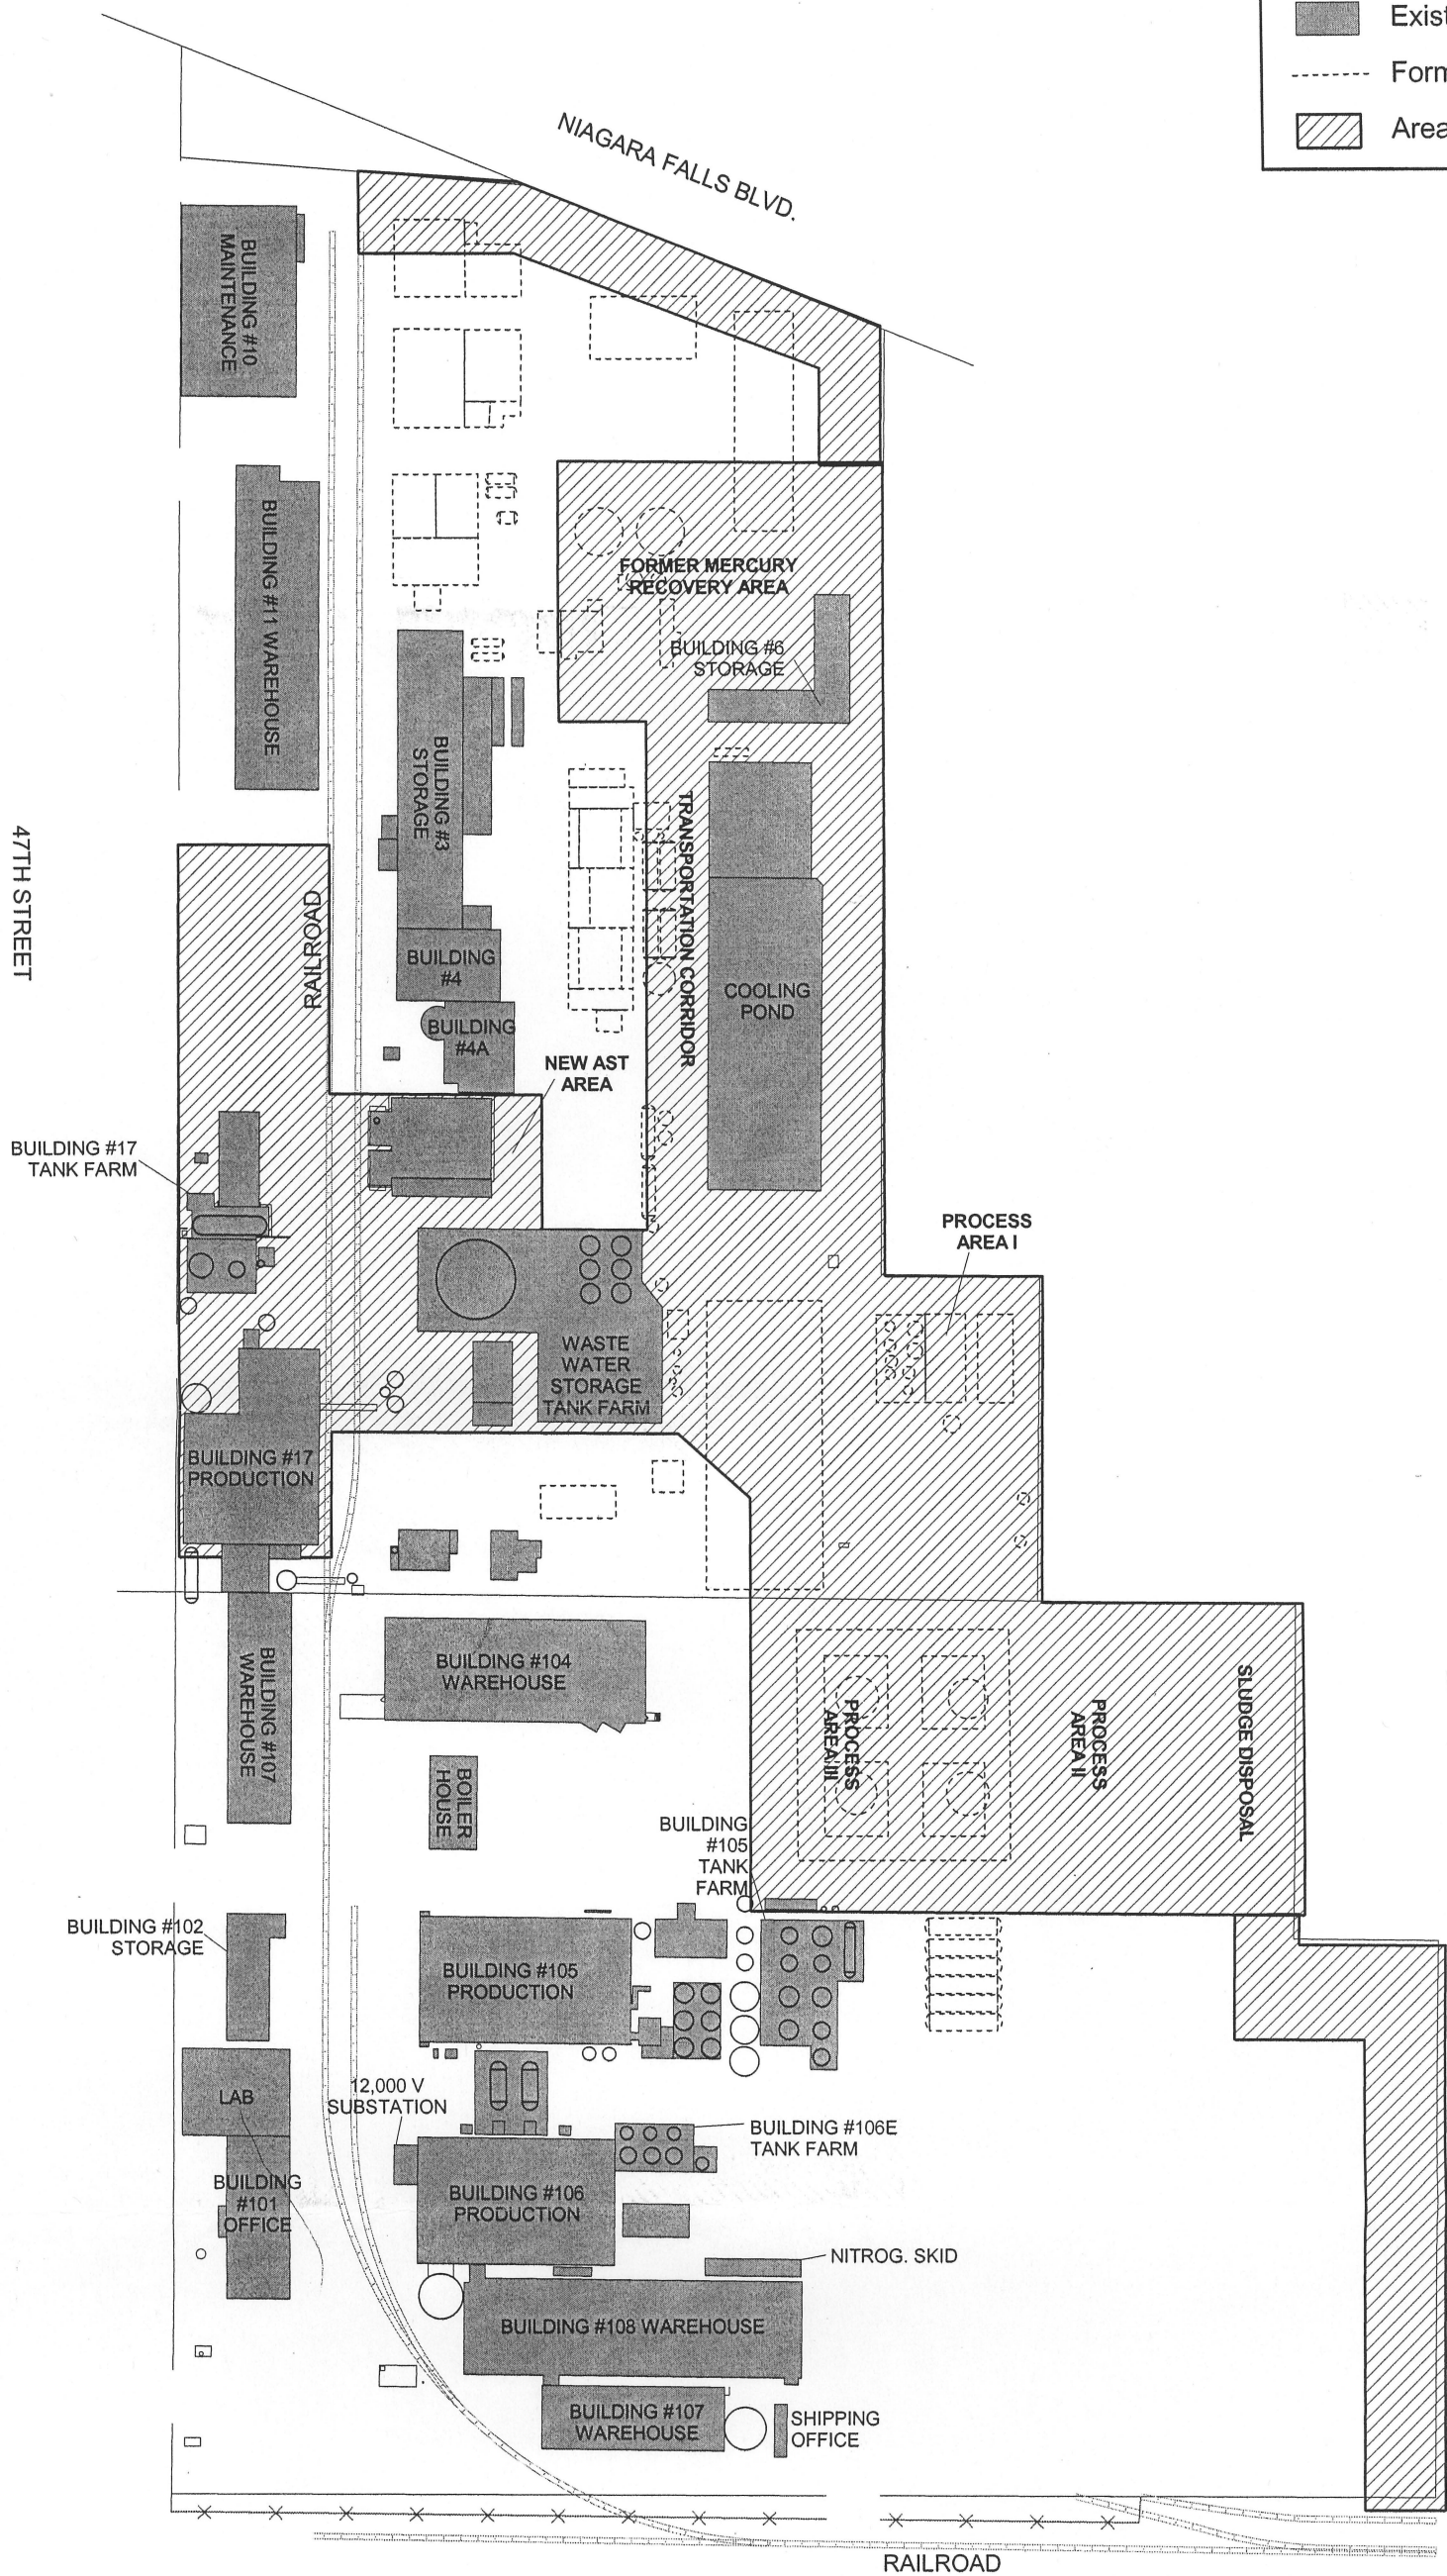 Exist
Form
Area
NIAGARA FALLS BLVD.
BUILDING #10
MAINTENANCE
BUILDING #11 WAREHOUSE
FORMER MERCURY
RECOVERY AREA
BUILDING #6
STORAGE
BUILDING #3
STORAGE
TRANSPORTATION CORRIDOR
47TH STREET
RAILROAD
BUILDING
#4
COOLING
POND
BUILDING
#4A
NEW AST
AREA
BUILDING #17
TANK FARM
PROCESS
AREA I
WASTE
WATER
STORAGE
TANK FARM
BUILDING #17
PRODUCTION
BUILDING #104
WAREHOUSE
BUILDING #107
WAREHOUSE
PROCESS
AREA III
PROCESS
AREA II
SLUDGE DISPOSAL
BOILER
HOUSE
BUILDING
#105
TANK
FARM
BUILDING #102
STORAGE
BUILDING #105
PRODUCTION
LAB
12,000 V
SUBSTATION
BUILDING #106E
TANK FARM
BUILDING
#101
OFFICE
BUILDING #106
PRODUCTION
NITROG. SKID
BUILDING #108 WAREHOUSE
BUILDING #107
WAREHOUSE
SHIPPING
OFFICE
RAILROAD